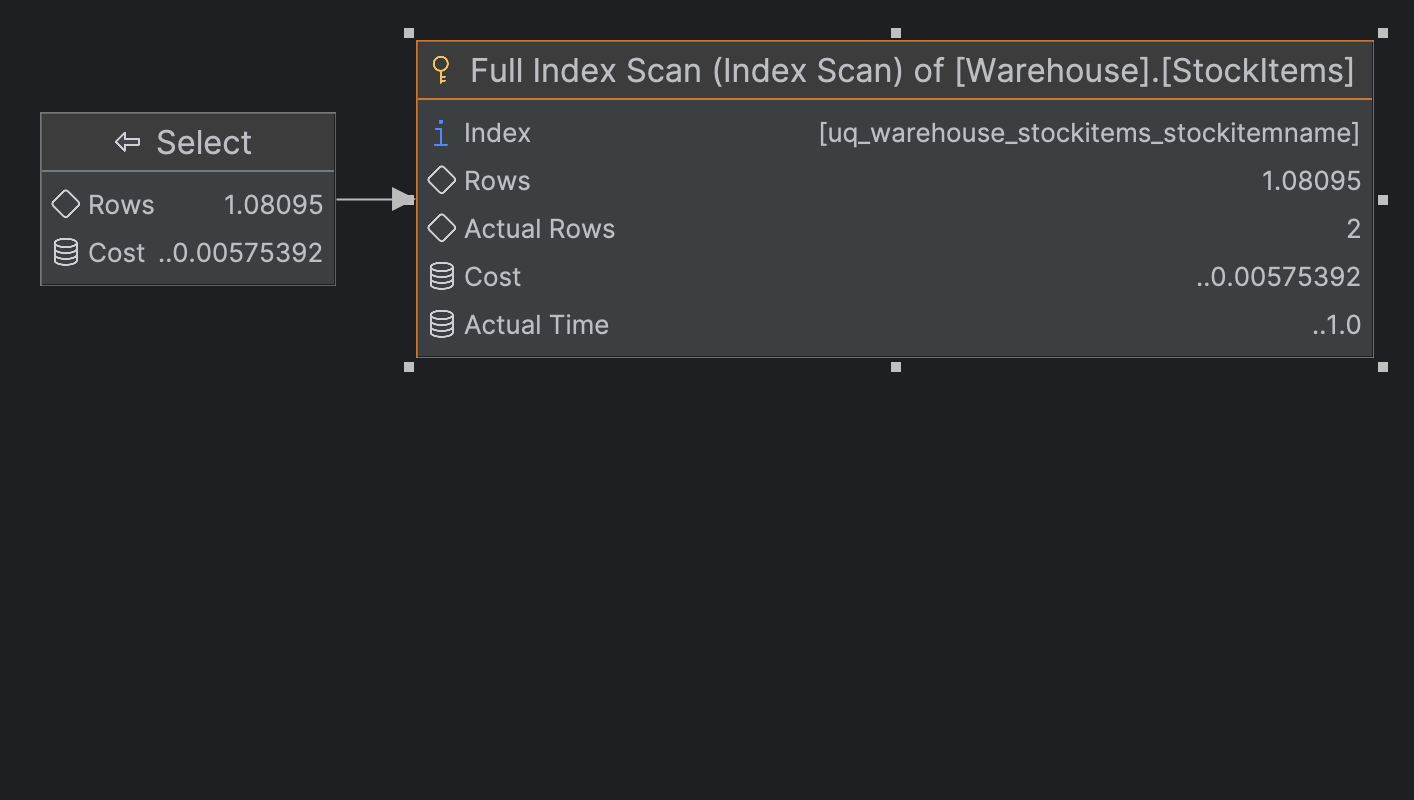 Select
Rows 1.08095
Cost ..0.00575392
Full Index Scan (Index Scan) of [Warehouse].[StockItems]
Index [uq_warehouse_stockitems_stockitemname]
Rows 1.08095
Actual Rows 2
Cost ..0.00575392
Actual Time ..1.0